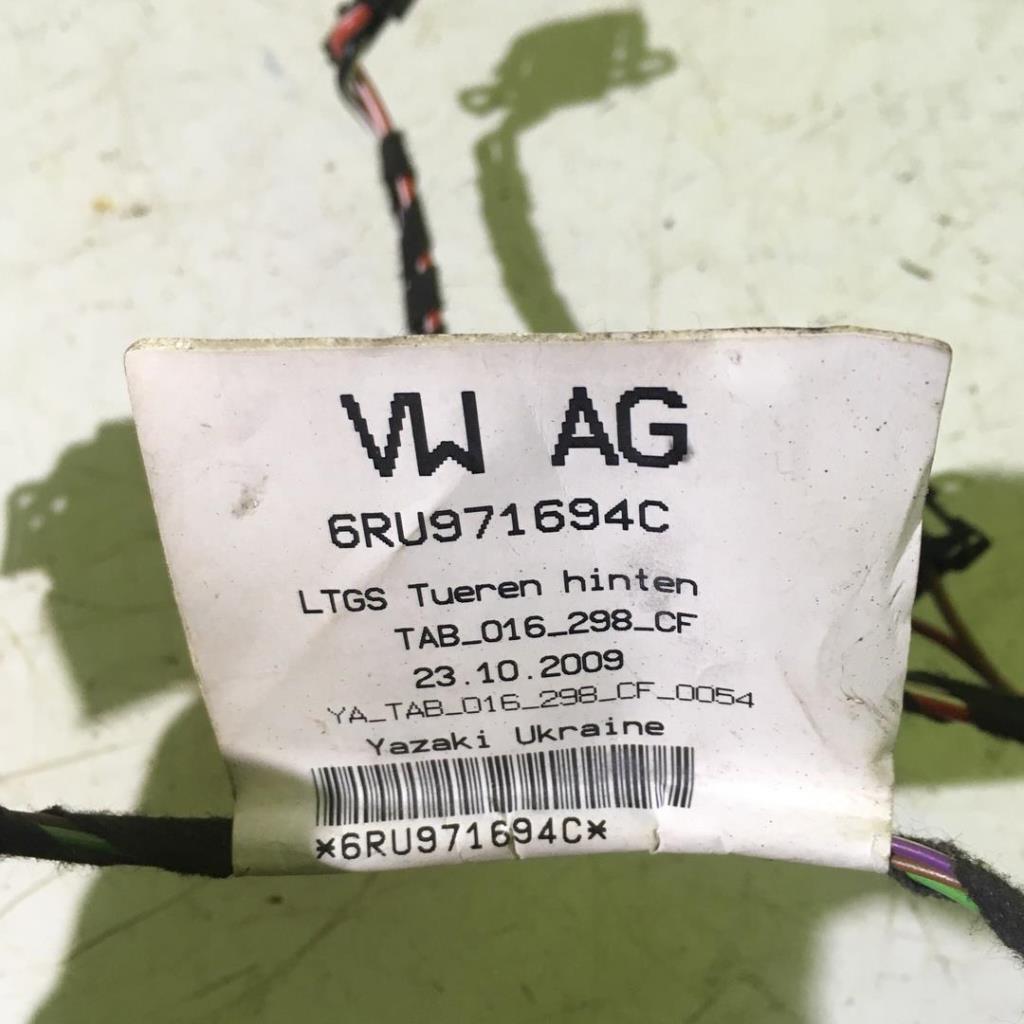 VW AG
6RU971694C
LTGS Tueren hinten
TAB_016_298_CF
23.10.2009
YA_TAB_016_298_CF_0054
Yazaki Ukraine
*6RU971694C*